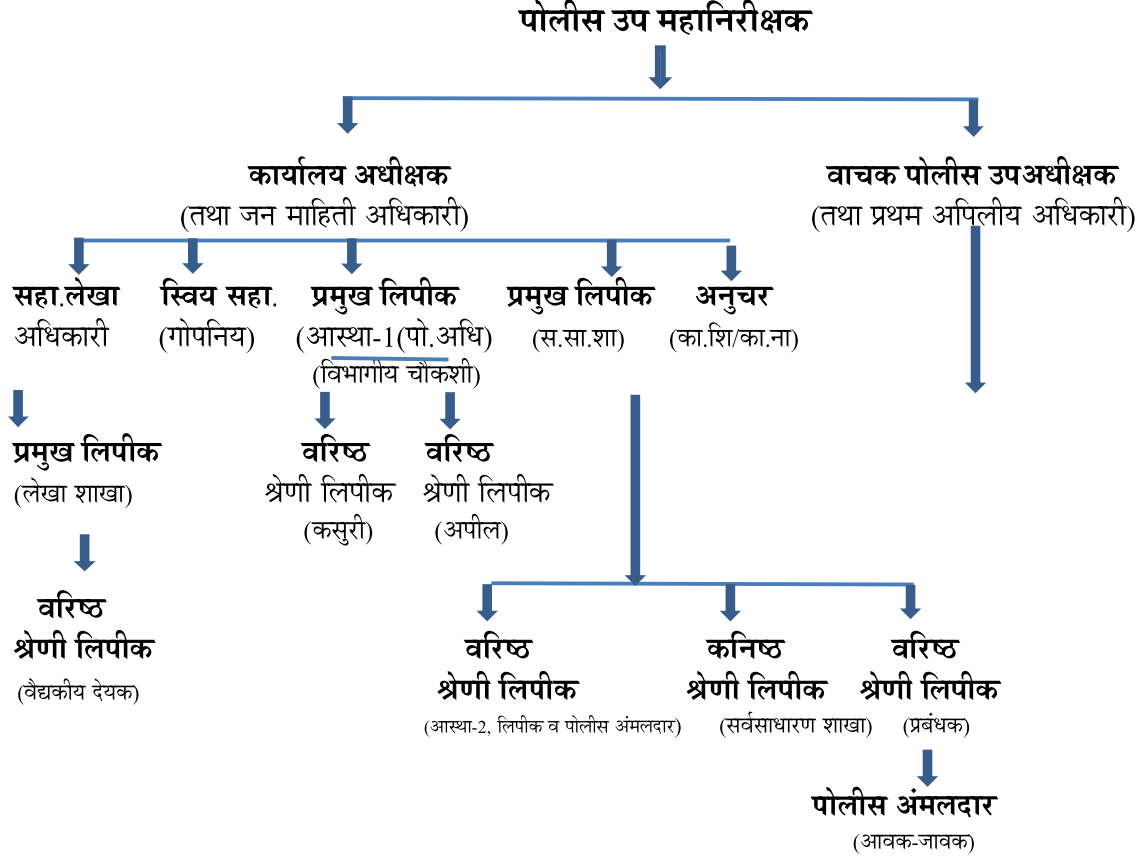 पोलीस उप महानिरीक्षक
कार्यालय अधीक्षक
(तथा जन माहिती अधिकारी)
वाचक पोलीस उपअधीक्षक
(तथा प्रथम अपिलीय अधिकारी)
सहा.लेखा
अधिकारी
स्विय सहा.
(गोपनिय)
प्रमुख लिपीक
(आस्था-1(पो.अधि)
(विभागीय चौकशी)
प्रमुख लिपीक
(स.सा.शा)
अनुचर
(का.शि/का.ना)
प्रमुख लिपीक
(लेखा शाखा)
वरिष्ठ
श्रेणी लिपीक
(कसुरी)
वरिष्ठ
श्रेणी लिपीक
(अपील)
वरिष्ठ
श्रेणी लिपीक
(वैद्यकीय देयक)
वरिष्ठ
श्रेणी लिपीक
(आस्था-2, लिपीक व पोलीस अंमलदार)
कनिष्ठ
श्रेणी लिपीक
(सर्वसाधारण शाखा)
वरिष्ठ
श्रेणी लिपीक
(प्रबंधक)
पोलीस अंमलदार
(आवक-जावक)